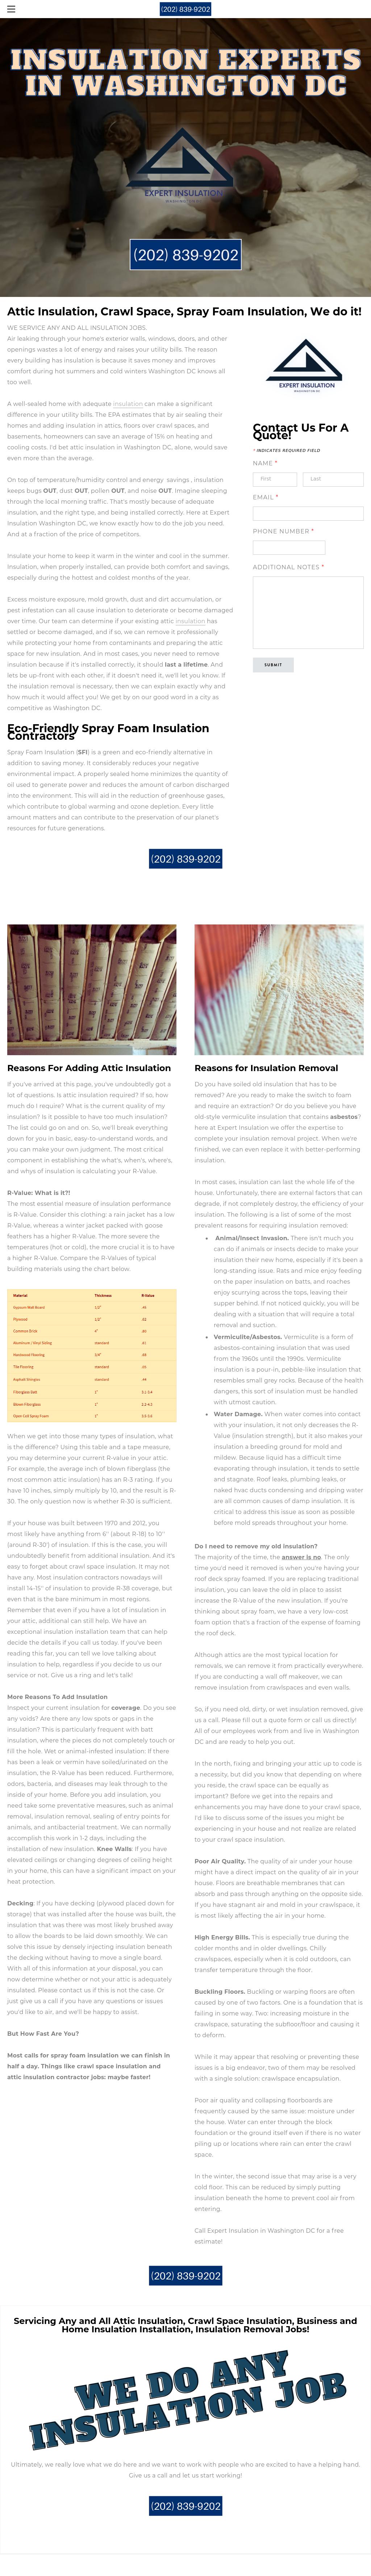 (202) 839-9202
INSULATION EXPERTS
IN WASHINGTON DC
EXPERT INSULATION
WASHINGTON DC
(202) 839-9202
Attic Insulation, Crawl Space, Spray Foam Insulation, We do it!
WE SERVICE ANY AND ALL INSULATION JOBS.
Air leaking through your home's exterior walls, windows, doors, and other
openings wastes a lot of energy and raises your utility bills. The reason
every building has insulation is because it saves money and improves
comfort during hot summers and cold winters Washington DC knows all
too well.
A well-sealed home with adequate insulation can make a significant
difference in your utility bills. The EPA estimates that by air sealing their
homes and adding insulation in attics, floors over crawl spaces, and
basements, homeowners can save an average of 15% on heating and
cooling costs. I'd bet attic insulation in Washington DC, alone, would save
even more than the average.
On top of temperature/humidity control and energy savings , insulation
keeps bugs OUT, dust OUT, pollen OUT, and noise OUT. Imagine sleeping
through the local morning traffic. That's mostly because of adequate
insulation, and the right type, and being installed correctly. Here at Expert
Insulation Washington DC, we know exactly how to do the job you need.
And at a fraction of the price of competitors.
Insulate your home to keep it warm in the winter and cool in the summer.
Insulation, when properly installed, can provide both comfort and savings,
especially during the hottest and coldest months of the year.
Excess moisture exposure, mold growth, dust and dirt accumulation, or
pest infestation can all cause insulation to deteriorate or become damaged
over time. Our team can determine if your existing attic insulation has
settled or become damaged, and if so, we can remove it professionally
while protecting your home from contaminants and preparing the attic
space for new insulation. And in most cases, you never need to remove
insulation because if it's installed correctly, it should last a lifetime. And
lets be up-front with each other, if it doesn't need it, we'll let you know. If
the insulation removal is necessary, then we can explain exactly why and
how much it would affect you! We get by on our good word in a city as
competitive as Washington DC.
EXPERT INSULATION
WASHINGTON DC
Contact Us For A
Quote!
* INDICATES REQUIRED FIELD
NAME *
First
Last
EMAIL *
PHONE NUMBER *
ADDITIONAL NOTES *
SUBMIT
Eco-Friendly Spray Foam Insulation
Contractors
Spray Foam Insulation (SFI) is a green and eco-friendly alternative in
addition to saving money. It considerably reduces your negative
environmental impact. A properly sealed home minimizes the quantity of
oil used to generate power and reduces the amount of carbon discharged
into the environment. This will aid in the reduction of greenhouse gases,
which contribute to global warming and ozone depletion. Every little
amount matters and can contribute to the preservation of our planet's
resources for future generations.
(202) 839-9202
Reasons For Adding Attic Insulation
If you've arrived at this page, you've undoubtedly got a
lot of questions. Is attic insulation required? If so, how
much do I require? What is the current quality of my
insulation? Is it possible to have too much insulation?
The list could go on and on. So, we'll break everything
down for you in basic, easy-to-understand words, and
you can make your own judgment. The most critical
component in establishing the what's, when's, where's,
and whys of insulation is calculating your R-Value.
R-Value: What is it?!
The most essential measure of insulation performance
is R-Value. Consider this clothing: a rain jacket has a low
R-Value, whereas a winter jacket packed with goose
feathers has a higher R-Value. The more severe the
temperatures (hot or cold), the more crucial it is to have
a higher R-Value. Compare the R-Values of typical
building materials using the chart below.
Material Thickness R-Value
Gypsum Wall Board 1/2"
Plywood 1/2"
Common Brick 4"
Aluminum / Vinyl Siding standard
Hardwood Flooring 3/4"
Tile Flooring standard
Asphalt Shingles standard
Fiberglass Batt 1" 3.1-3.4
Blown Fiberglass 1" 2.2-4.3
Open Cell Spray Foam 1" 3.5-3.6
When we get into those many types of insulation, what
is the difference? Using this table and a tape measure,
you may determine your current R-value in your attic.
For example, the average inch of blown fiberglass (the
most common attic insulation) has an R-3 rating. If you
have 10 inches, simply multiply by 10, and the result is R-
30. The only question now is whether R-30 is sufficient.
If your house was built between 1970 and 2012, you
most likely have anything from 6" (about R-18) to 10"
(around R-30') of insulation. If this is the case, you will
undoubtedly benefit from additional insulation. And it's
easy to forget about crawl space insulation. It may not
have any. Most insulation contractors nowadays will
install 14-15" of insulation to provide R-38 coverage, but
even that is the bare minimum in most regions.
Remember that even if you have a lot of insulation in
your attic, additional can still help. We have an
exceptional insulation installation team that can help
decide the details if you call us today. If you've been
reading this far, you can tell we love talking about
insulation to help, regardless if you decide to us our
service or not. Give us a ring and let's talk!
More Reasons To Add Insulation
Inspect your current insulation for coverage. Do you see
any voids? Are there any low spots or gaps in the
insulation? This is particularly frequent with batt
insulation, where the pieces do not completely touch or
fill the hole. Wet or animal-infested insulation: If there
has been a leak or vermin have soiled/urinated on the
insulation, the R-Value has been reduced. Furthermore,
odors, bacteria, and diseases may leak through to the
inside of your home. Before you add insulation, you
need take some preventative measures, such as animal
removal, insulation removal, sealing of entry points for
animals, and antibacterial treatment. We can normally
accomplish this work in 1-2 days, including the
installation of new insulation. Knee Walls: If you have
elevated ceilings or changing degrees of ceiling height
in your home, this can have a significant impact on your
heat protection.
Decking: If you have decking (plywood placed down for
storage) that was installed after the house was built, the
insulation that was there was most likely brushed away
to allow the boards to be laid down smoothly. We can
solve this issue by densely injecting insulation beneath
the decking without having to move a single board.
With all of this information at your disposal, you can
now determine whether or not your attic is adequately
insulated. Please contact us if this is not the case. Or
just give us a call if you have any questions or issues
you'd like to air, and we'll be happy to assist.
But How Fast Are You?
Most calls for spray foam insulation we can finish in
half a day. Things like crawl space insulation and
attic insulation contractor jobs: maybe faster!
Reasons for Insulation Removal
Do you have soiled old insulation that has to be
removed? Are you ready to make the switch to foam
and require an extraction? Or do you believe you have
old-style vermiculite insulation that contains asbestos?
here at Expert Insulation we offer the expertise to
complete your insulation removal project. When we're
finished, we can even replace it with better-performing
insulation.
In most cases, insulation can last the whole life of the
house. Unfortunately, there are external factors that can
degrade, if not completely destroy, the efficiency of your
insulation. The following is a list of some of the most
prevalent reasons for requiring insulation removed:
• Animal/Insect Invasion. There isn't much you
can do if animals or insects decide to make your
insulation their new home, especially if it's been a
long-standing issue. Rats and mice enjoy feeding
on the paper insulation on batts, and roaches
enjoy scurrying across the tops, leaving their
supper behind. If not noticed quickly, you will be
dealing with a situation that will require a total
removal and suction.
• Vermiculite/Asbestos. Vermiculite is a form of
asbestos-containing insulation that was used
from the 1960s until the 1990s. Vermiculite
insulation is a pour-in, pebble-like insulation that
resembles small grey rocks. Because of the health
dangers, this sort of insulation must be handled
with utmost caution.
• Water Damage. When water comes into contact
with your insulation, it not only decreases the R-
Value (insulation strength), but it also makes your
insulation a breeding ground for mold and
mildew. Because liquid has a difficult time
evaporating through insulation, it tends to settle
and stagnate. Roof leaks, plumbing leaks, or
naked hvac ducts condensing and dripping water
are all common causes of damp insulation. It is
critical to address this issue as soon as possible
before mold spreads throughout your home.
Do I need to remove my old insulation?
The majority of the time, the answer is no. The only
time you'd need it removed is when you're having your
roof deck spray foamed. If you are replacing traditional
insulation, you can leave the old in place to assist
increase the R-Value of the new insulation. If you're
thinking about spray foam, we have a very low-cost
foam option that's a fraction of the expense of foaming
the roof deck.
Although attics are the most typical location for
removals, we can remove it from practically everywhere.
If you are conducting a wall off makeover, we can
remove insulation from crawlspaces and even walls.
So, if you need old, dirty, or wet insulation removed, give
us a call. Please fill out a quote form or call us directly!
All of our employees work from and live in Washington
DC and are ready to help you out.
In the north, fixing and bringing your attic up to code is
a necessity, but did you know that depending on where
you reside, the crawl space can be equally as
important? Before we get into the repairs and
enhancements you may have done to your crawl space,
I'd like to discuss some of the issues you might be
experiencing in your house and not realize are related
to your crawl space insulation.
Poor Air Quality. The quality of air under your house
might have a direct impact on the quality of air in your
house. Floors are breathable membranes that can
absorb and pass through anything on the opposite side.
If you have stagnant air and mold in your crawlspace, it
is most likely affecting the air in your home.
High Energy Bills. This is especially true during the
colder months and in older dwellings. Chilly
crawlspaces, especially when it is cold outdoors, can
transfer temperature through the floor.
Buckling Floors. Buckling or warping floors are often
caused by one of two factors. One is a foundation that is
failing in some way. Two; increasing moisture in the
crawlspace, saturating the subfloor/floor and causing it
to deform.
While it may appear that resolving or preventing these
issues is a big endeavor, two of them may be resolved
with a single solution: crawlspace encapsulation.
Poor air quality and collapsing floorboards are
frequently caused by the same issue: moisture under
the house. Water can enter through the block
foundation or the ground itself even if there is no water
piling up or locations where rain can enter the crawl
space.
In the winter, the second issue that may arise is a very
cold floor. This can be reduced by simply putting
insulation beneath the home to prevent cool air from
entering.
Call Expert Insulation in Washington DC for a free
estimate!
(202) 839-9202
Servicing Any and All Attic Insulation, Crawl Space Insulation, Business and
Home Insulation Installation, Insulation Removal Jobs!
WE DO ANY
INSULATION JOB
Ultimately, we really love what we do here and we want to work with people who are excited to have a helping hand.
Give us a call and let us start working!
(202) 839-9202